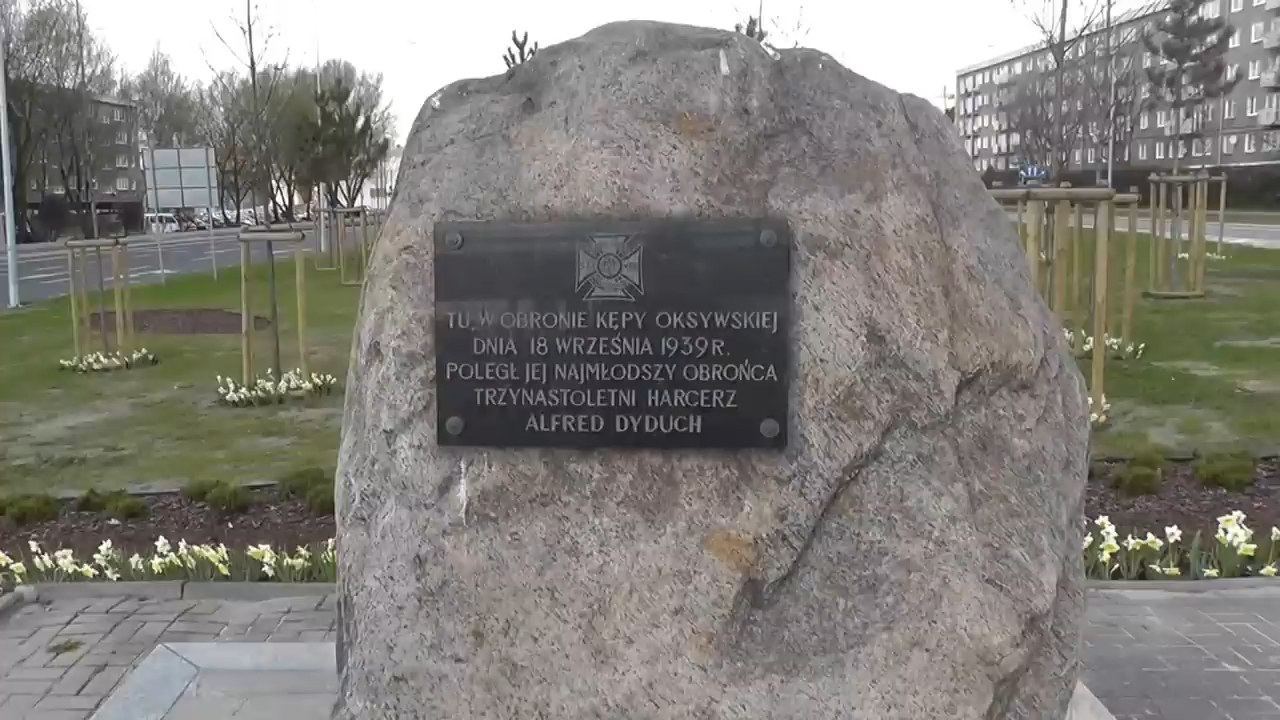 TU, W OBRONIE KĘPY OKSYWSKIEJ
DNIA 18 WRZEŚNIA 1939 R.
POLEGŁ JEJ NAJMŁODSZY OBROŃCA
TRZYNASTOLETNI HARCERZ
ALFRED DYDUCH